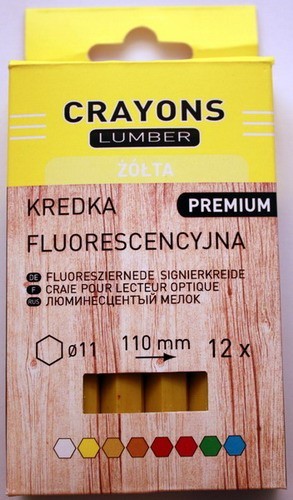 CRAYONS
LUMBER
ŻÓŁTA
KREDKA
PREMIUM
FLUORESCENCYJNA
DE FLUORESZIERNEDE SIGNIERKREIDE
F CRAIE POUR LECTEUR OPTIQUE
RUS ЛЮМИНЕСЦЕНТЫЙ МЕЛОК
ø11
110 mm
12 x